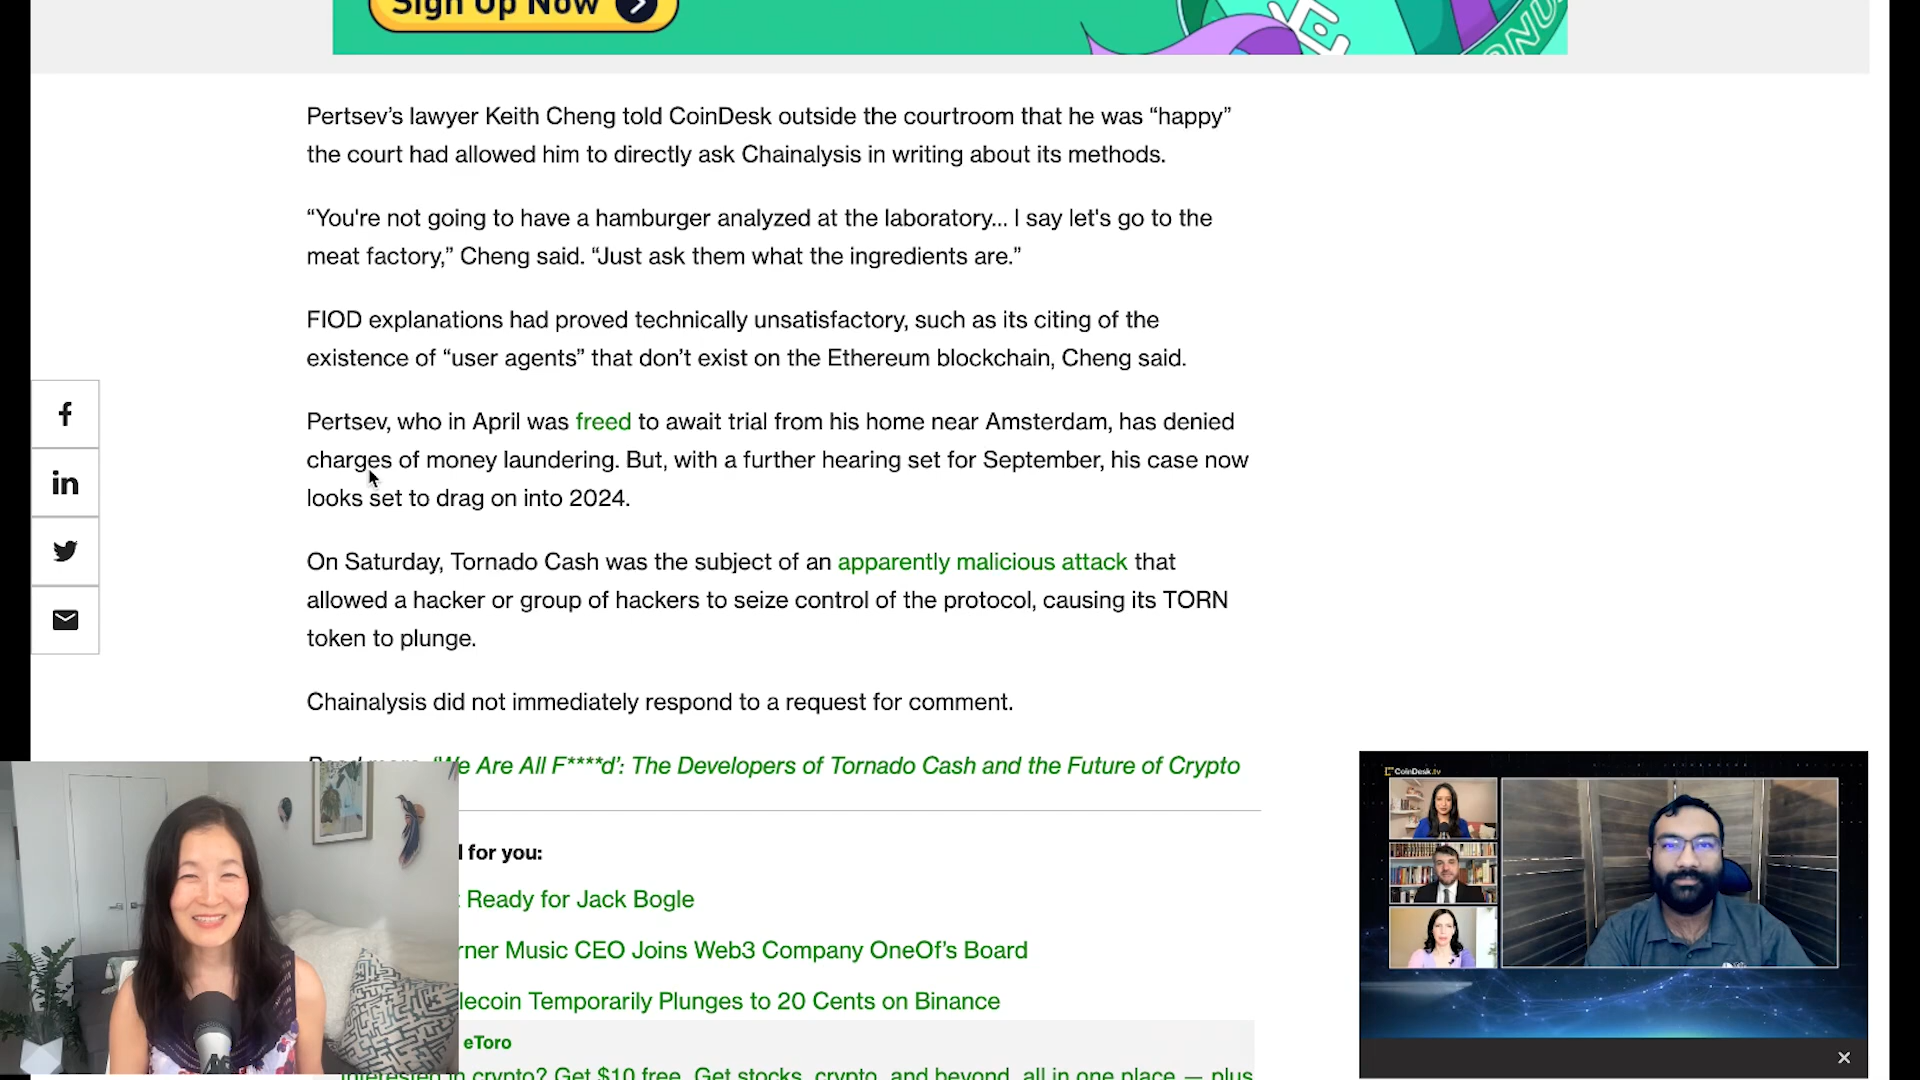 Sign Up Now
Pertsev’s lawyer Keith Cheng told CoinDesk outside the courtroom that he was “happy”
the court had allowed him to directly ask Chainalysis in writing about its methods.
“You're not going to have a hamburger analyzed at the laboratory... I say let's go to the
meat factory,” Cheng said. “Just ask them what the ingredients are.”
FIOD explanations had proved technically unsatisfactory, such as its citing of the
existence of “user agents” that don’t exist on the Ethereum blockchain, Cheng said.
Pertsev, who in April was freed to await trial from his home near Amsterdam, has denied
charges of money laundering. But, with a further hearing set for September, his case now
looks set to drag on into 2024.
On Saturday, Tornado Cash was the subject of an apparently malicious attack that
allowed a hacker or group of hackers to seize control of the protocol, causing its TORN
token to plunge.
Chainalysis did not immediately respond to a request for comment.
We Are All F****d’: The Developers of Tornado Cash and the Future of Crypto
CoinDesk.tv
for you:
Ready for Jack Bogle
Music CEO Joins Web3 Company OneOf’s Board
Temporarily Plunges to 20 Cents on Binance
eToro
Interested in crypto? Get $10 free. Get stocks, crypto, and beyond, all in one place — plus